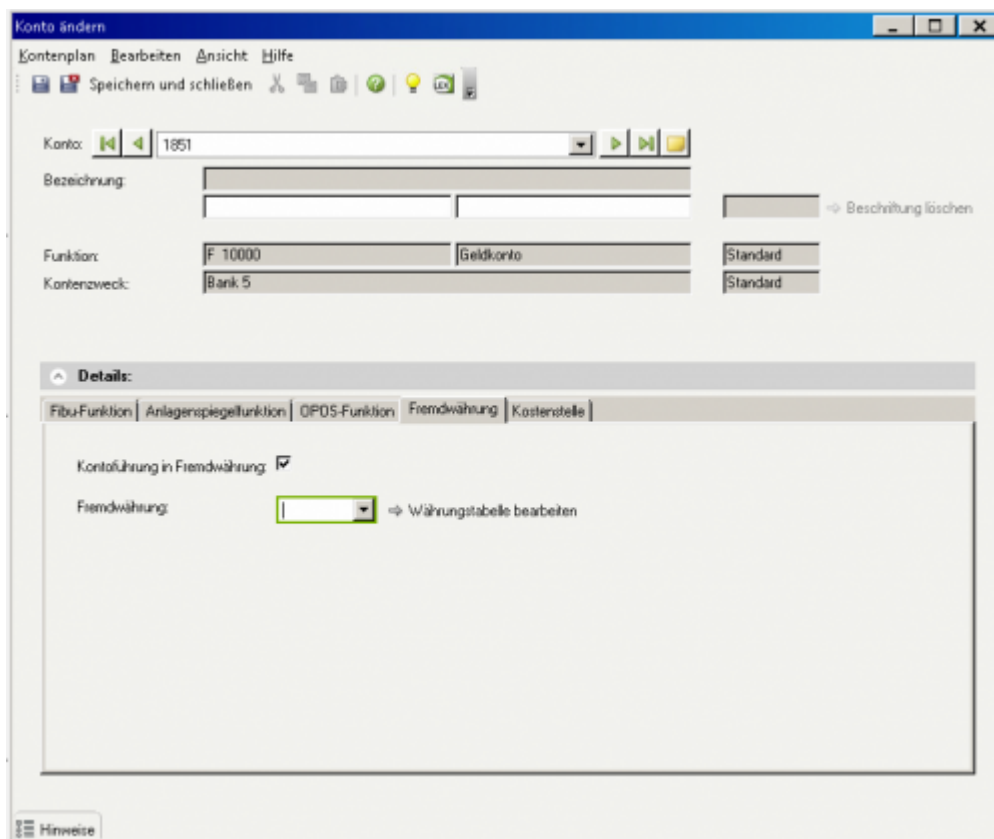 Konto ändern
Kontenplan Bearbeiten Ansicht Hilfe
Speichern und schließen
Konto: 1851
Bezeichnung:
Beschriftung löschen
Funktion: F 10000 Geldkonto Standard
Kontenzweck: Bank 5 Standard
Details:
Fibu-Funktion Anlagenspiegelfunktion OPOS-Funktion Fremdwährung Kostenstelle
Kontoführung in Fremdwährung:
Fremdwährung: Währungstabelle bearbeiten
Hinweise